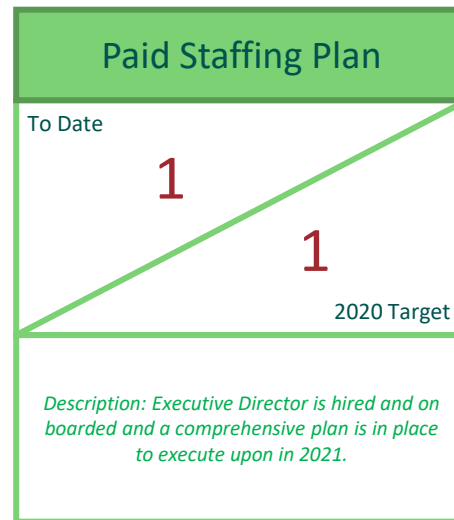 Paid Staffing Plan
To Date
1
1
2020 Target
Description: Executive Director is hired and on
boarded and a comprehensive plan is in place
to execute upon in 2021.